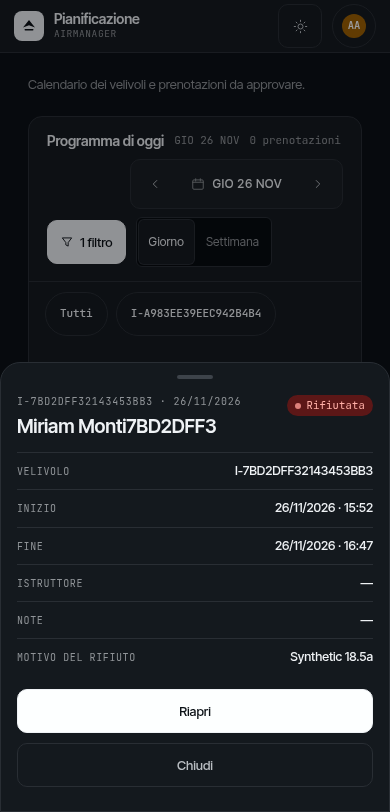 Pianificazione
AIRMANAGER
AA
Calendario dei velivoli e prenotazioni da approvare.
Programma di oggi GIO 26 NOV 0 prenotazioni
GIO 26 NOV
1 filtro Giorno Settimana
Tutti I-A983EE39EEC942B4B4
I-7BD2DFF32143453BB3 · 26/11/2026
Rifiutata
Miriam Monti7BD2DFF3
VELIVOLO I-7BD2DFF32143453BB3
INIZIO 26/11/2026 · 15:52
FINE 26/11/2026 · 16:47
ISTRUTTORE —
NOTE —
MOTIVO DEL RIFIUTO Synthetic 18.5a
Riapri
Chiudi